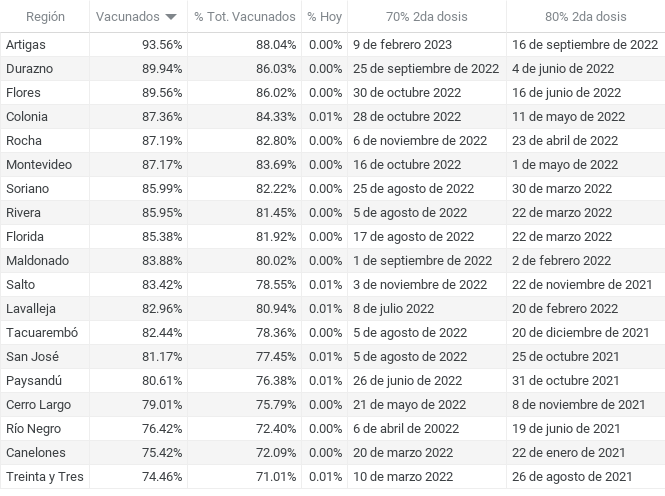 Región Vacunados % Tot. Vacunados % Hoy 70% 2da dosis 80% 2da dosis
Artigas 93.56% 88.04% 0.00% 9 de febrero 2023 16 de septiembre de 2022
Durazno 89.94% 86.03% 0.00% 25 de septiembre de 2022 4 de junio de 2022
Flores 89.56% 86.02% 0.00% 30 de octubre 2022 16 de junio de 2022
Colonia 87.36% 84.33% 0.01% 28 de octubre 2022 11 de mayo de 2022
Rocha 87.19% 82.80% 0.00% 6 de noviembre de 2022 23 de abril de 2022
Montevideo 87.17% 83.69% 0.00% 16 de octubre 2022 1 de mayo de 2022
Soriano 85.99% 82.22% 0.00% 25 de agosto de 2022 30 de marzo 2022
Rivera 85.95% 81.45% 0.00% 5 de agosto de 2022 22 de marzo 2022
Florida 85.38% 81.92% 0.00% 17 de agosto de 2022 22 de marzo 2022
Maldonado 83.88% 80.02% 0.00% 1 de septiembre de 2022 2 de febrero 2022
Salto 83.42% 78.55% 0.01% 3 de noviembre de 2022 22 de noviembre de 2021
Lavalleja 82.96% 80.94% 0.01% 8 de julio 2022 20 de febrero 2022
Tacuarembó 82.44% 78.36% 0.00% 5 de agosto de 2022 20 de diciembre de 2021
San José 81.17% 77.45% 0.01% 5 de agosto de 2022 25 de octubre 2021
Paysandú 80.61% 76.38% 0.01% 26 de junio de 2022 31 de octubre 2021
Cerro Largo 79.01% 75.79% 0.00% 21 de mayo de 2022 8 de noviembre de 2021
Río Negro 76.42% 72.40% 0.00% 6 de abril de 20022 19 de junio de 2021
Canelones 75.42% 72.09% 0.00% 20 de marzo 2022 22 de enero de 2021
Treinta y Tres 74.46% 71.01% 0.01% 10 de marzo 2022 26 de agosto de 2021